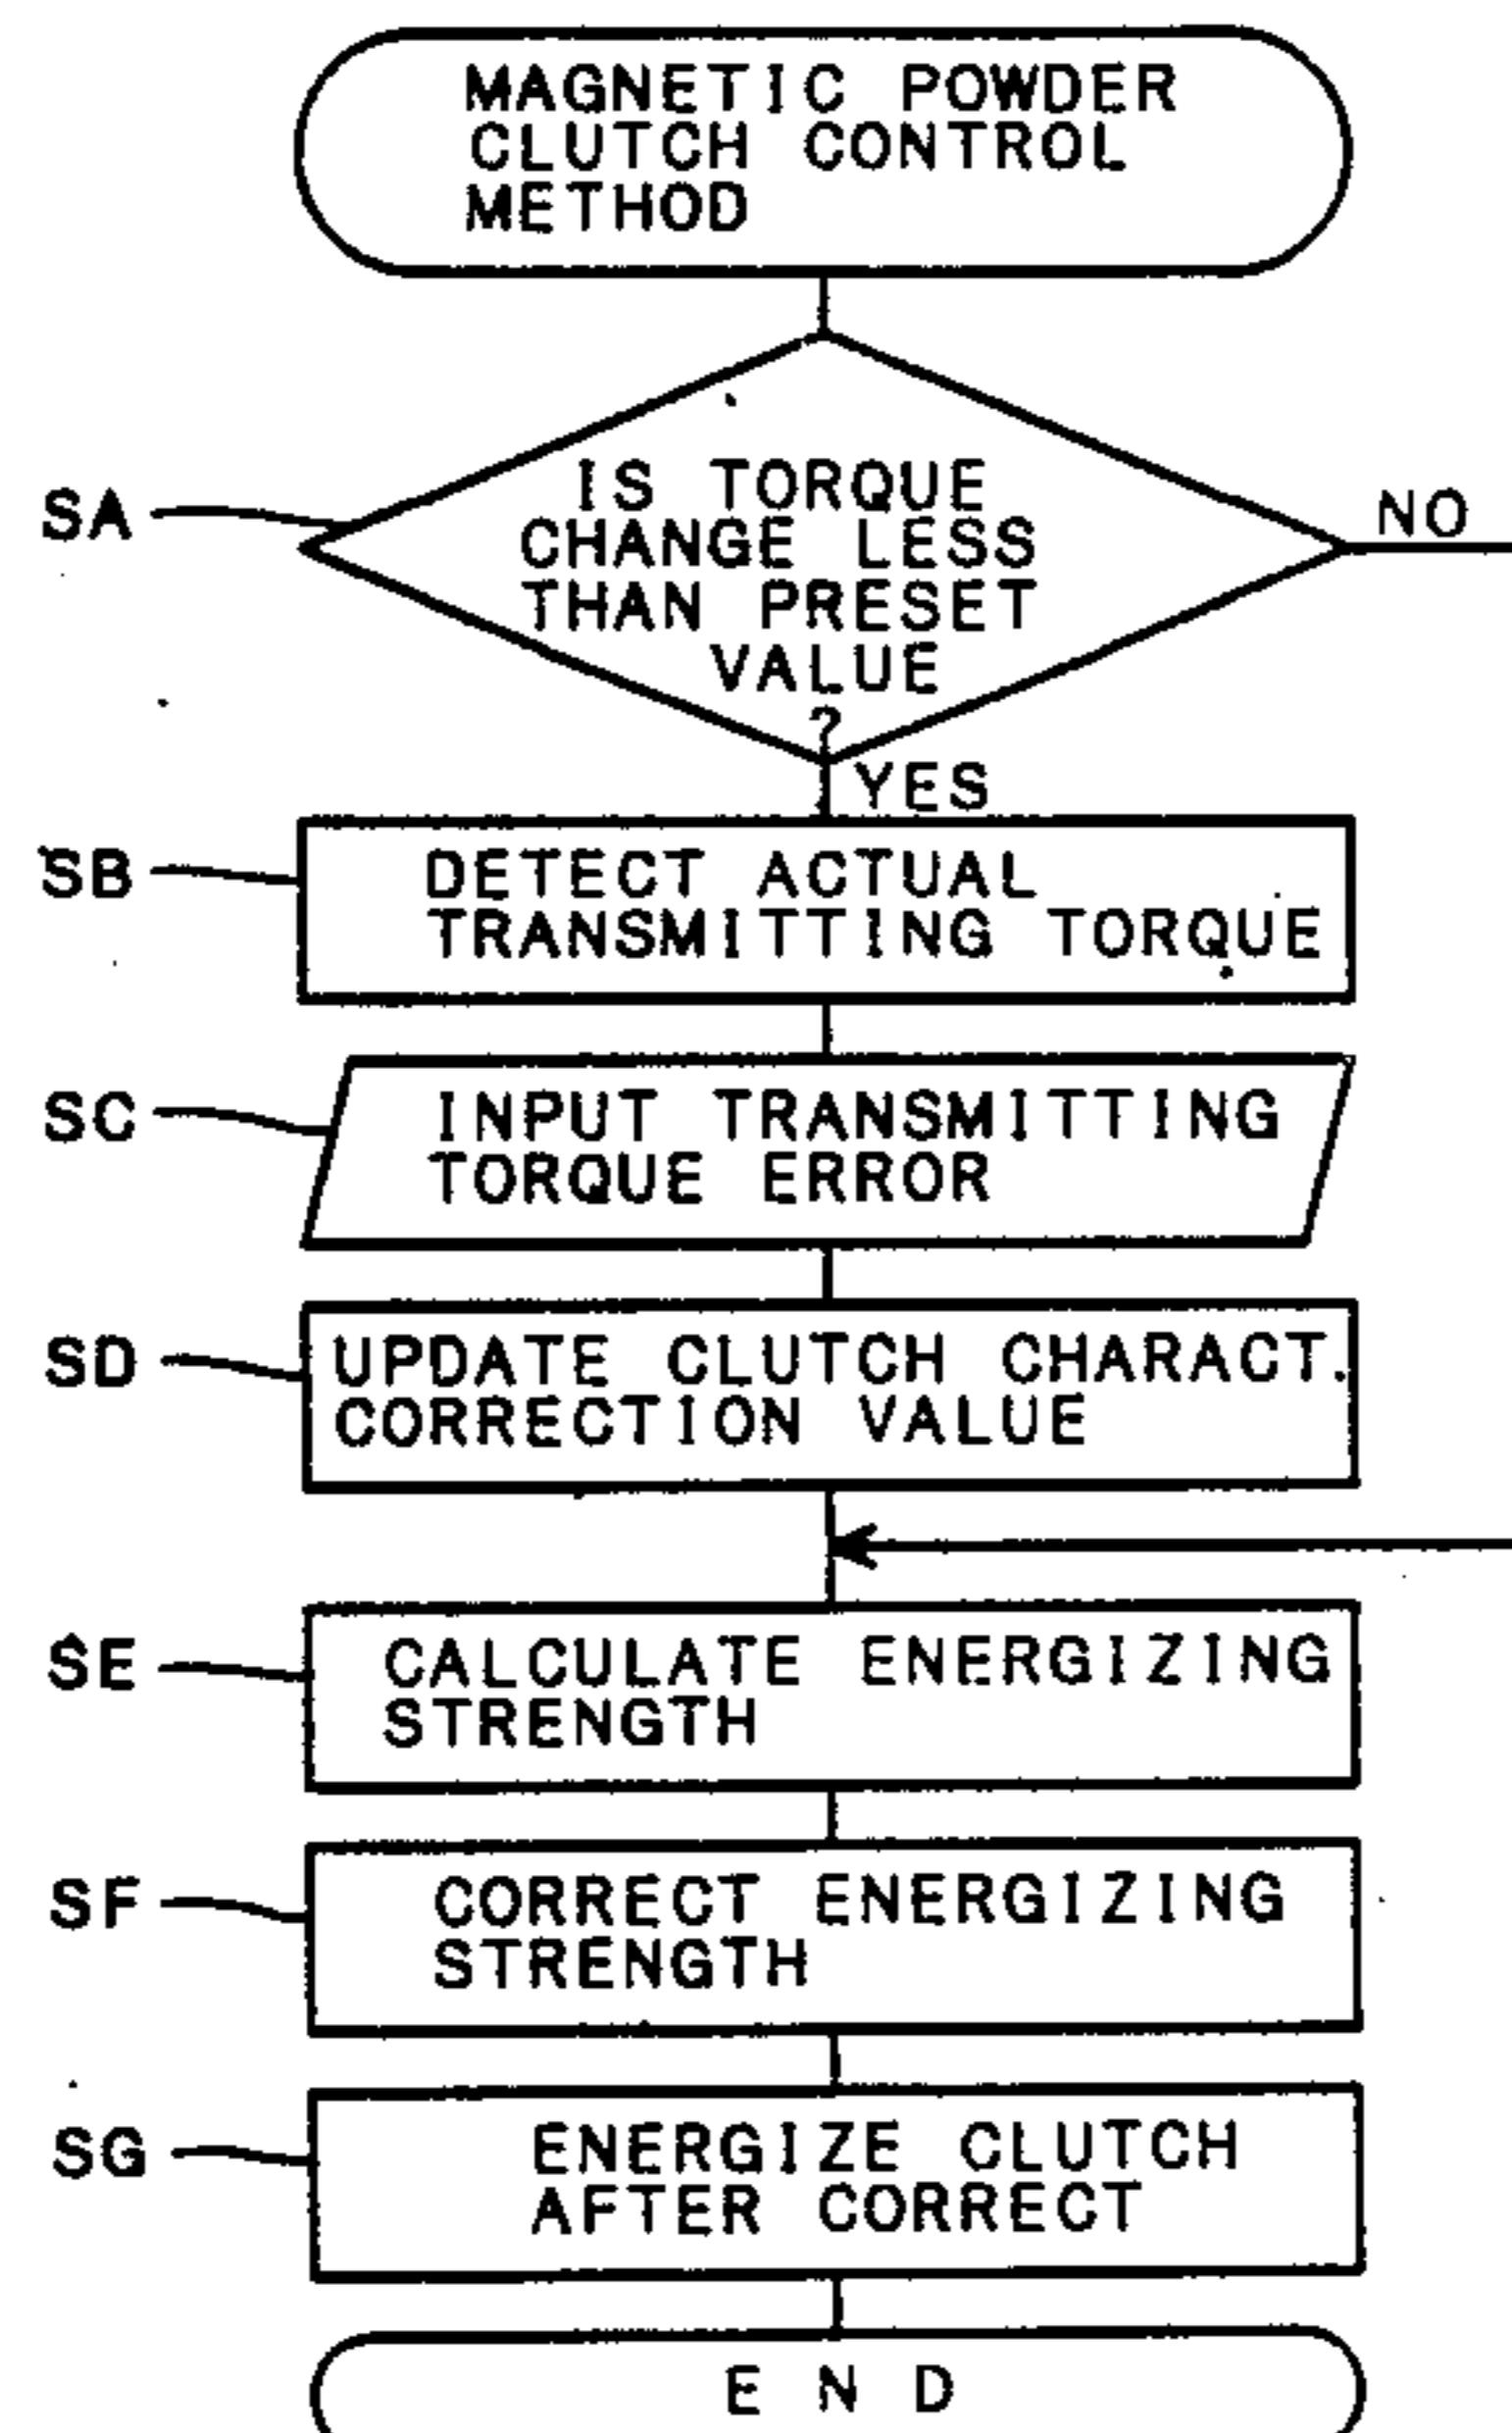 MAGNETIC POWDER
CLUTCH CONTROL
METHOD
IS TORQUE
CHANGE LESS
THAN PRESET
VALUE
?
SA
NO
YES
SB
DETECT ACTUAL
TRANSMITTING TORQUE
SC
INPUT TRANSMITTING
TORQUE ERROR
SD
UPDATE CLUTCH CHARACT.
CORRECTION VALUE
SE
CALCULATE ENERGIZING
STRENGTH
SF
CORRECT ENERGIZING
STRENGTH
SG
ENERGIZE CLUTCH
AFTER CORRECT
END